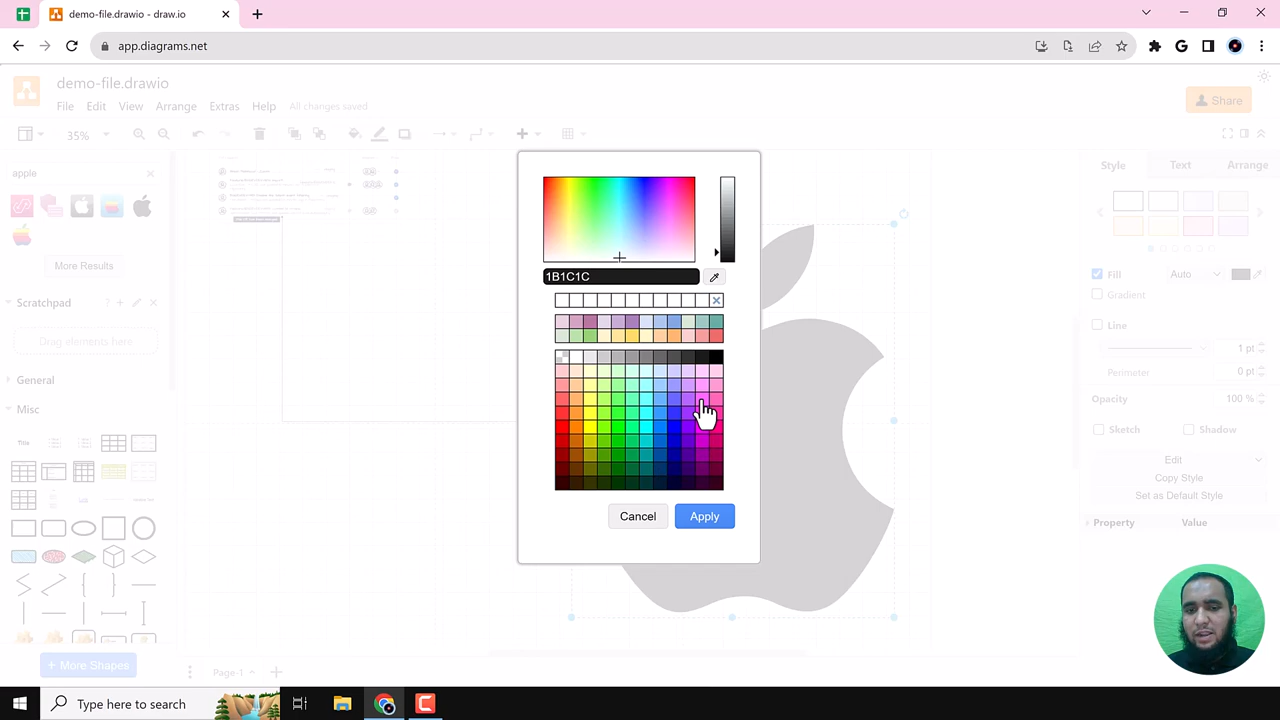 demo-file.drawio - draw.io
app.diagrams.net
demo-file.drawio
File Edit View Arrange Extras Help All changes saved
Share
35%
apple
More Results
Scratchpad
Drag elements here
General
Misc
Title
More Shapes
Page-1
1B1C1C
Cancel Apply
Style Text Arrange
Fill Auto
Gradient
Line
1 pt
Perimeter 0 pt
Opacity 100 %
Sketch Shadow
Edit
Copy Style
Set as Default Style
Property Value
Type here to search